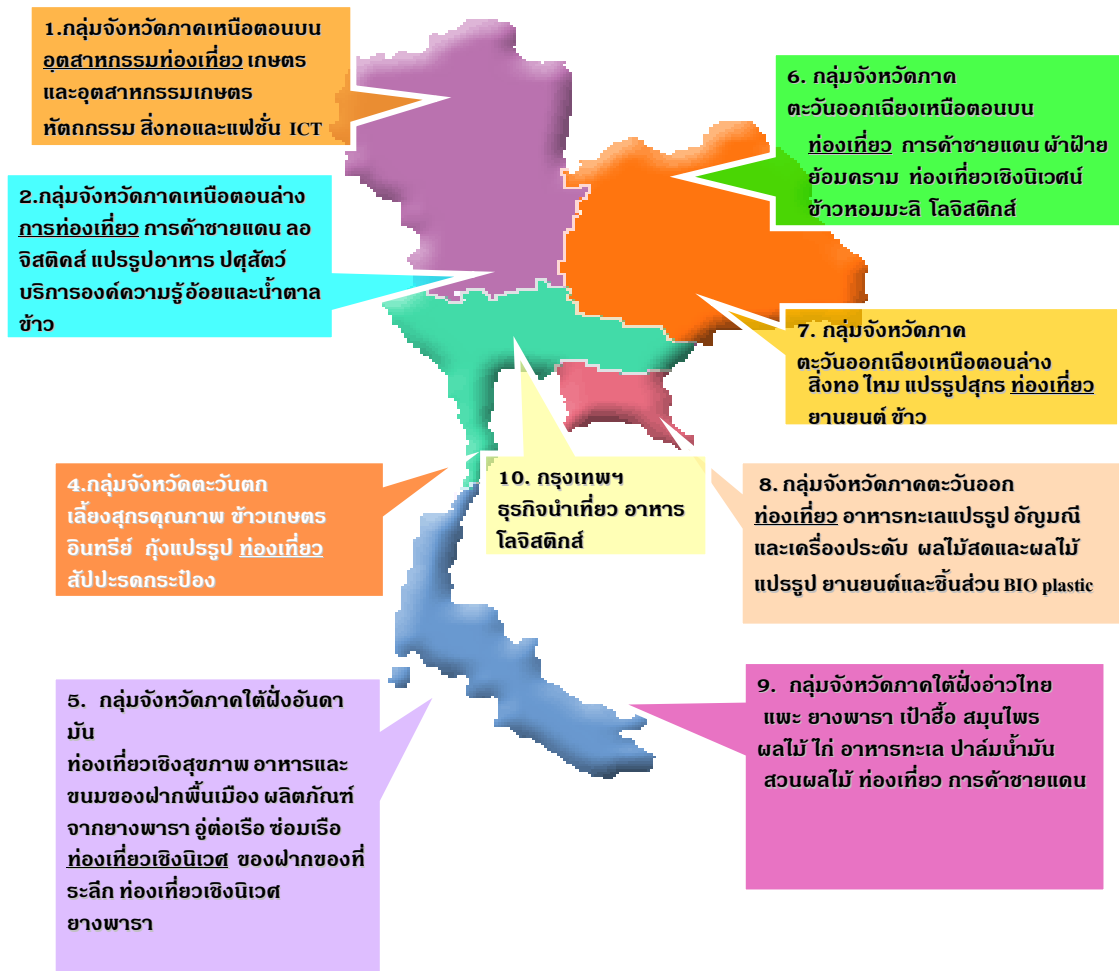 1.กลุ่มจังหวัดภาคเหนือตอนบน
อุตสาหกรรมท่องเที่ยว เกษตร
และอุตสาหกรรมเกษตร
หัตถกรรม สิ่งทอและแฟชั่น ICT
2.กลุ่มจังหวัดภาคเหนือตอนล่าง
การท่องเที่ยว การค้าชายแดน ลอ
จิสติคส์ แปรรูปอาหาร ปศุสัตว์
บริการองค์ความรู้ อ้อยและน้ำตาล
ข้าว
4.กลุ่มจังหวัดตะวันตก
เลี้ยงสุกรคุณภาพ ข้าวเกษตร
อินทรีย์ กุ้งแปรรูป ท่องเที่ยว
สัปปะรดกระป๋อง
5. กลุ่มจังหวัดภาคใต้ฝั่งอันดา
มัน
ท่องเที่ยวเชิงสุขภาพ อาหารและ
ขนมของฝากพื้นเมือง ผลิตภัณฑ์
จากยางพารา อู่ต่อเรือ ซ่อมเรือ
ท่องเที่ยวเชิงนิเวศ ของฝากของที่
ระลึก ท่องเที่ยวเชิงนิเวศ
ยางพารา
6. กลุ่มจังหวัดภาค
ตะวันออกเฉียงเหนือตอนบน
ท่องเที่ยว การค้าชายแดน ผ้าฝ้าย
ย้อมคราม ท่องเที่ยวเชิงนิเวศน์
ข้าวหอมมะลิ โลจิสติกส์
7. กลุ่มจังหวัดภาค
ตะวันออกเฉียงเหนือตอนล่าง
สิ่งทอ ไหม แปรรูปสุกร ท่องเที่ยว
ยานยนต์ ข้าว
10. กรุงเทพฯ
ธุรกิจนำเที่ยว อาหาร
โลจิสติกส์
8. กลุ่มจังหวัดภาคตะวันออก
ท่องเที่ยว อาหารทะเลแปรรูป อัญมณี
และเครื่องประดับ ผลไม้สดและผลไม้
แปรรูป ยานยนต์และชิ้นส่วน BIO plastic
9. กลุ่มจังหวัดภาคใต้ฝั่งอ่าวไทย
แพะ ยางพารา เป๋าฮื้อ สมุนไพร
ผลไม้ ไก่ อาหารทะเล ปาล์มน้ำมัน
สวนผลไม้ ท่องเที่ยว การค้าชายแดน